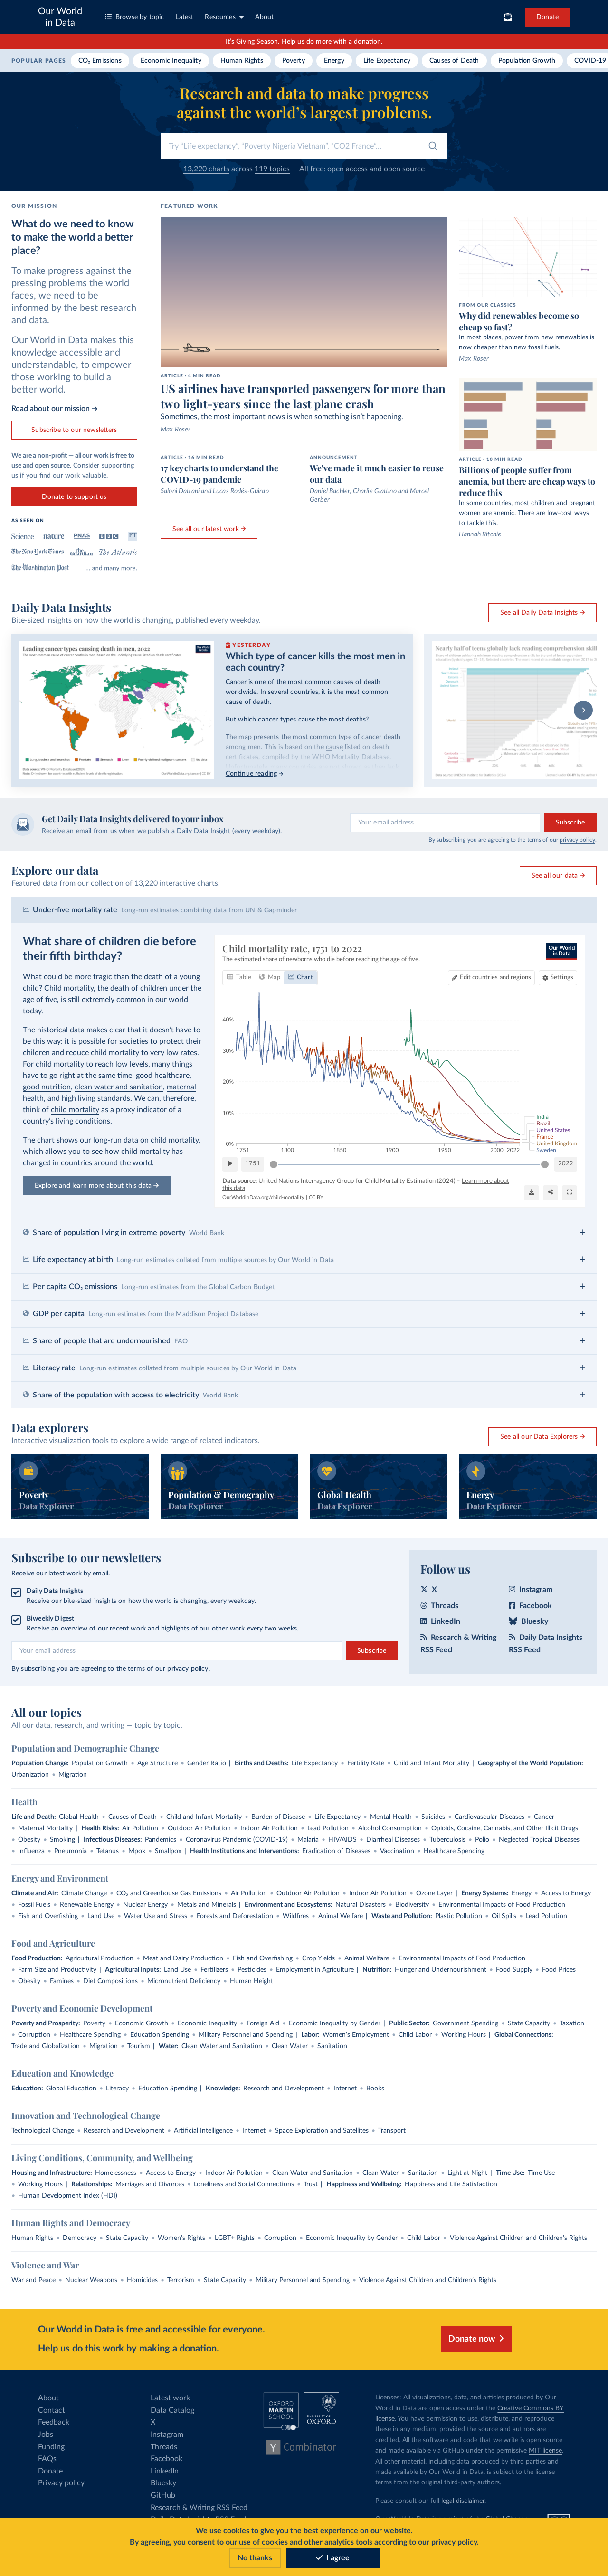 Our World
in Data
Browse by topic
Latest
Resources
About
Donate
It's Giving Season. Help us do more with a donation.
POPULAR PAGES
CO₂ Emissions
Economic Inequality
Human Rights
Poverty
Energy
Life Expectancy
Causes of Death
Population Growth
COVID-19
Research and data to make progress
against the world's largest problems.
Try "Life expectancy", "Poverty Nigeria Vietnam", "CO2 France"...
13,220 charts across 119 topics — All free: open access and open source
OUR MISSION
What do we need to know
to make the world a better
place?
To make progress against the
pressing problems the world
faces, we need to be
informed by the best research
and data.
Our World in Data makes this
knowledge accessible and
understandable, to empower
those working to build a
better world.
Read about our mission →
Subscribe to our newsletters
We are a non-profit — all our work is free to
use and open source. Consider supporting
us if you find our work valuable.
Donate to support us
AS SEEN ON
Science
nature
PNAS
BBC
FT
The New York Times
The Guardian
The Atlantic
The Washington Post
... and many more.
FEATURED WORK
ARTICLE - 4 MIN READ
US airlines have transported passengers for more than
two light-years since the last plane crash
Sometimes, the most important news is when something isn't happening.
Max Roser
ARTICLE - 16 MIN READ
17 key charts to understand the
COVID-19 pandemic
Saloni Dattani and Lucas Rodés-Guirao
ANNOUNCEMENT
We've made it much easier to reuse
our data
Daniel Bachler, Charlie Giattino and Marcel
Gerber
See all our latest work →
FROM OUR CLASSICS
Why did renewables become so
cheap so fast?
In most places, power from new renewables is
now cheaper than new fossil fuels.
Max Roser
ARTICLE - 10 MIN READ
Billions of people suffer from
anemia, but there are cheap ways to
reduce this
In some countries, most children and pregnant
women are anemic. There are low-cost ways
to tackle this.
Hannah Ritchie
Daily Data Insights
Bite-sized insights on how the world is changing, published every weekday.
See all Daily Data Insights →
Leading cancer types causing death in men, 2022
YESTERDAY
Which type of cancer kills the most men in
each country?
Cancer is one of the most common causes of death
worldwide. In several countries, it is the most common
cause of death.
But which cancer types cause the most deaths?
The map presents the most common type of cancer death
among men. This is based on the cause listed on death
certificates, compiled by the WHO Mortality Database.
Continue reading →
Nearly half of teens globally lack reading comprehension skills
Get Daily Data Insights delivered to your inbox
Receive an email from us when we publish a Daily Data Insight (every weekday).
Your email address
Subscribe
By subscribing you are agreeing to the terms of our privacy policy.
Explore our data
Featured data from our collection of 13,220 interactive charts.
See all our data →
Under-five mortality rate Long-run estimates combining data from UN & Gapminder
What share of children die before
their fifth birthday?
What could be more tragic than the death of a young
child? Child mortality, the death of children under the
age of five, is still extremely common in our world
today.
The historical data makes clear that it doesn't have to
be this way: it is possible for societies to protect their
children and reduce child mortality to very low rates.
For child mortality to reach low levels, many things
have to go right at the same time: good healthcare,
good nutrition, clean water and sanitation, maternal
health, and high living standards. We can, therefore,
think of child mortality as a proxy indicator of a
country's living conditions.
The chart shows our long-run data on child mortality,
which allows you to see how child mortality has
changed in countries around the world.
Explore and learn more about this data →
Child mortality rate, 1751 to 2022
The estimated share of newborns who die before reaching the age of five.
Our World
in Data
Table
Map
Chart
Edit countries and regions
Settings
40%
30%
20%
10%
0%
1751
1800
1850
1900
1950
2000
2022
India
Brazil
United States
France
United Kingdom
Sweden
1751
2022
Data source: United Nations Inter-agency Group for Child Mortality Estimation (2024) – Learn more about
this data
OurWorldinData.org/child-mortality | CC BY
Share of population living in extreme poverty World Bank
Life expectancy at birth Long-run estimates collated from multiple sources by Our World in Data
Per capita CO₂ emissions Long-run estimates from the Global Carbon Budget
GDP per capita Long-run estimates from the Maddison Project Database
Share of people that are undernourished FAO
Literacy rate Long-run estimates collated from multiple sources by Our World in Data
Share of the population with access to electricity World Bank
Data explorers
Interactive visualization tools to explore a wide range of related indicators.
See all our Data Explorers →
Poverty
Data Explorer
Population & Demography
Data Explorer
Global Health
Data Explorer
Energy
Data Explorer
Subscribe to our newsletters
Receive our latest work by email.
Daily Data Insights
Receive our bite-sized insights on how the world is changing, every weekday.
Biweekly Digest
Receive an overview of our recent work and highlights of our other work every two weeks.
Your email address
Subscribe
By subscribing you are agreeing to the terms of our privacy policy.
Follow us
X
Instagram
Threads
Facebook
LinkedIn
Bluesky
Research & Writing
RSS Feed
Daily Data Insights
RSS Feed
All our topics
All our data, research, and writing — topic by topic.
Population and Demographic Change
Population Change: Population Growth • Age Structure • Gender Ratio | Births and Deaths: Life Expectancy • Fertility Rate • Child and Infant Mortality | Geography of the World Population:
Urbanization • Migration
Health
Life and Death: Global Health • Causes of Death • Child and Infant Mortality • Burden of Disease • Life Expectancy • Mental Health • Suicides • Cardiovascular Diseases • Cancer
• Maternal Mortality | Health Risks: Air Pollution • Outdoor Air Pollution • Indoor Air Pollution • Lead Pollution • Alcohol Consumption • Opioids, Cocaine, Cannabis, and Other Illicit Drugs
• Obesity • Smoking | Infectious Diseases: Pandemics • Coronavirus Pandemic (COVID-19) • Malaria • HIV/AIDS • Diarrheal Diseases • Tuberculosis • Polio • Neglected Tropical Diseases
• Influenza • Pneumonia • Tetanus • Mpox • Smallpox | Health Institutions and Interventions: Eradication of Diseases • Vaccination • Healthcare Spending
Energy and Environment
Climate and Air: Climate Change • CO₂ and Greenhouse Gas Emissions • Air Pollution • Outdoor Air Pollution • Indoor Air Pollution • Ozone Layer | Energy Systems: Energy • Access to Energy
• Fossil Fuels • Renewable Energy • Nuclear Energy • Metals and Minerals | Environment and Ecosystems: Natural Disasters • Biodiversity • Environmental Impacts of Food Production
• Fish and Overfishing • Land Use • Water Use and Stress • Forests and Deforestation • Wildfires • Animal Welfare | Waste and Pollution: Plastic Pollution • Oil Spills • Lead Pollution
Food and Agriculture
Food Production: Agricultural Production • Meat and Dairy Production • Fish and Overfishing • Crop Yields • Animal Welfare • Environmental Impacts of Food Production
• Farm Size and Productivity | Agricultural Inputs: Land Use • Fertilizers • Pesticides • Employment in Agriculture | Nutrition: Hunger and Undernourishment • Food Supply • Food Prices
• Obesity • Famines • Diet Compositions • Micronutrient Deficiency • Human Height
Poverty and Economic Development
Poverty and Prosperity: Poverty • Economic Growth • Economic Inequality • Foreign Aid • Economic Inequality by Gender | Public Sector: Government Spending • State Capacity • Taxation
• Corruption • Healthcare Spending • Education Spending • Military Personnel and Spending | Labor: Women's Employment • Child Labor • Working Hours | Global Connections:
Trade and Globalization • Migration • Tourism | Water: Clean Water and Sanitation • Clean Water • Sanitation
Education and Knowledge
Education: Global Education • Literacy • Education Spending | Knowledge: Research and Development • Internet • Books
Innovation and Technological Change
Technological Change • Research and Development • Artificial Intelligence • Internet • Space Exploration and Satellites • Transport
Living Conditions, Community, and Wellbeing
Housing and Infrastructure: Homelessness • Access to Energy • Indoor Air Pollution • Clean Water and Sanitation • Clean Water • Sanitation • Light at Night | Time Use: Time Use
• Working Hours | Relationships: Marriages and Divorces • Loneliness and Social Connections • Trust | Happiness and Wellbeing: Happiness and Life Satisfaction
• Human Development Index (HDI)
Human Rights and Democracy
Human Rights • Democracy • State Capacity • Women's Rights • LGBT+ Rights • Corruption • Economic Inequality by Gender • Child Labor • Violence Against Children and Children's Rights
Violence and War
War and Peace • Nuclear Weapons • Homicides • Terrorism • State Capacity • Military Personnel and Spending • Violence Against Children and Children's Rights
Our World in Data is free and accessible for everyone.
Help us do this work by making a donation.
Donate now
About
Contact
Feedback
Jobs
Funding
FAQs
Donate
Privacy policy
Latest work
Data Catalog
X
Instagram
Threads
Facebook
LinkedIn
Bluesky
GitHub
Research & Writing RSS Feed
OXFORD
MARTIN
SCHOOL
UNIVERSITY OF
OXFORD
Y Combinator
Licenses: All visualizations, data, and articles produced by Our
World in Data are open access under the Creative Commons BY
license. You have permission to use, distribute, and reproduce
these in any medium, provided the source and authors are
credited. All the software and code that we write is open source
and made available via GitHub under the permissive MIT license.
All other material, including data produced by third parties and
made available by Our World in Data, is subject to the license
terms from the original third-party authors.
Please consult our full legal disclaimer.
We use cookies to give you the best experience on our website.
By agreeing, you consent to our use of cookies and other analytics tools according to our privacy policy.
No thanks
I agree